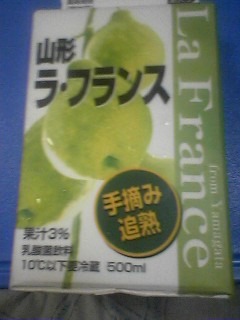 山形
ラ・フランス
La France
from Yamagata
手摘み
追熟
果汁3%
乳酸菌飲料
10℃以下要冷蔵 500ml